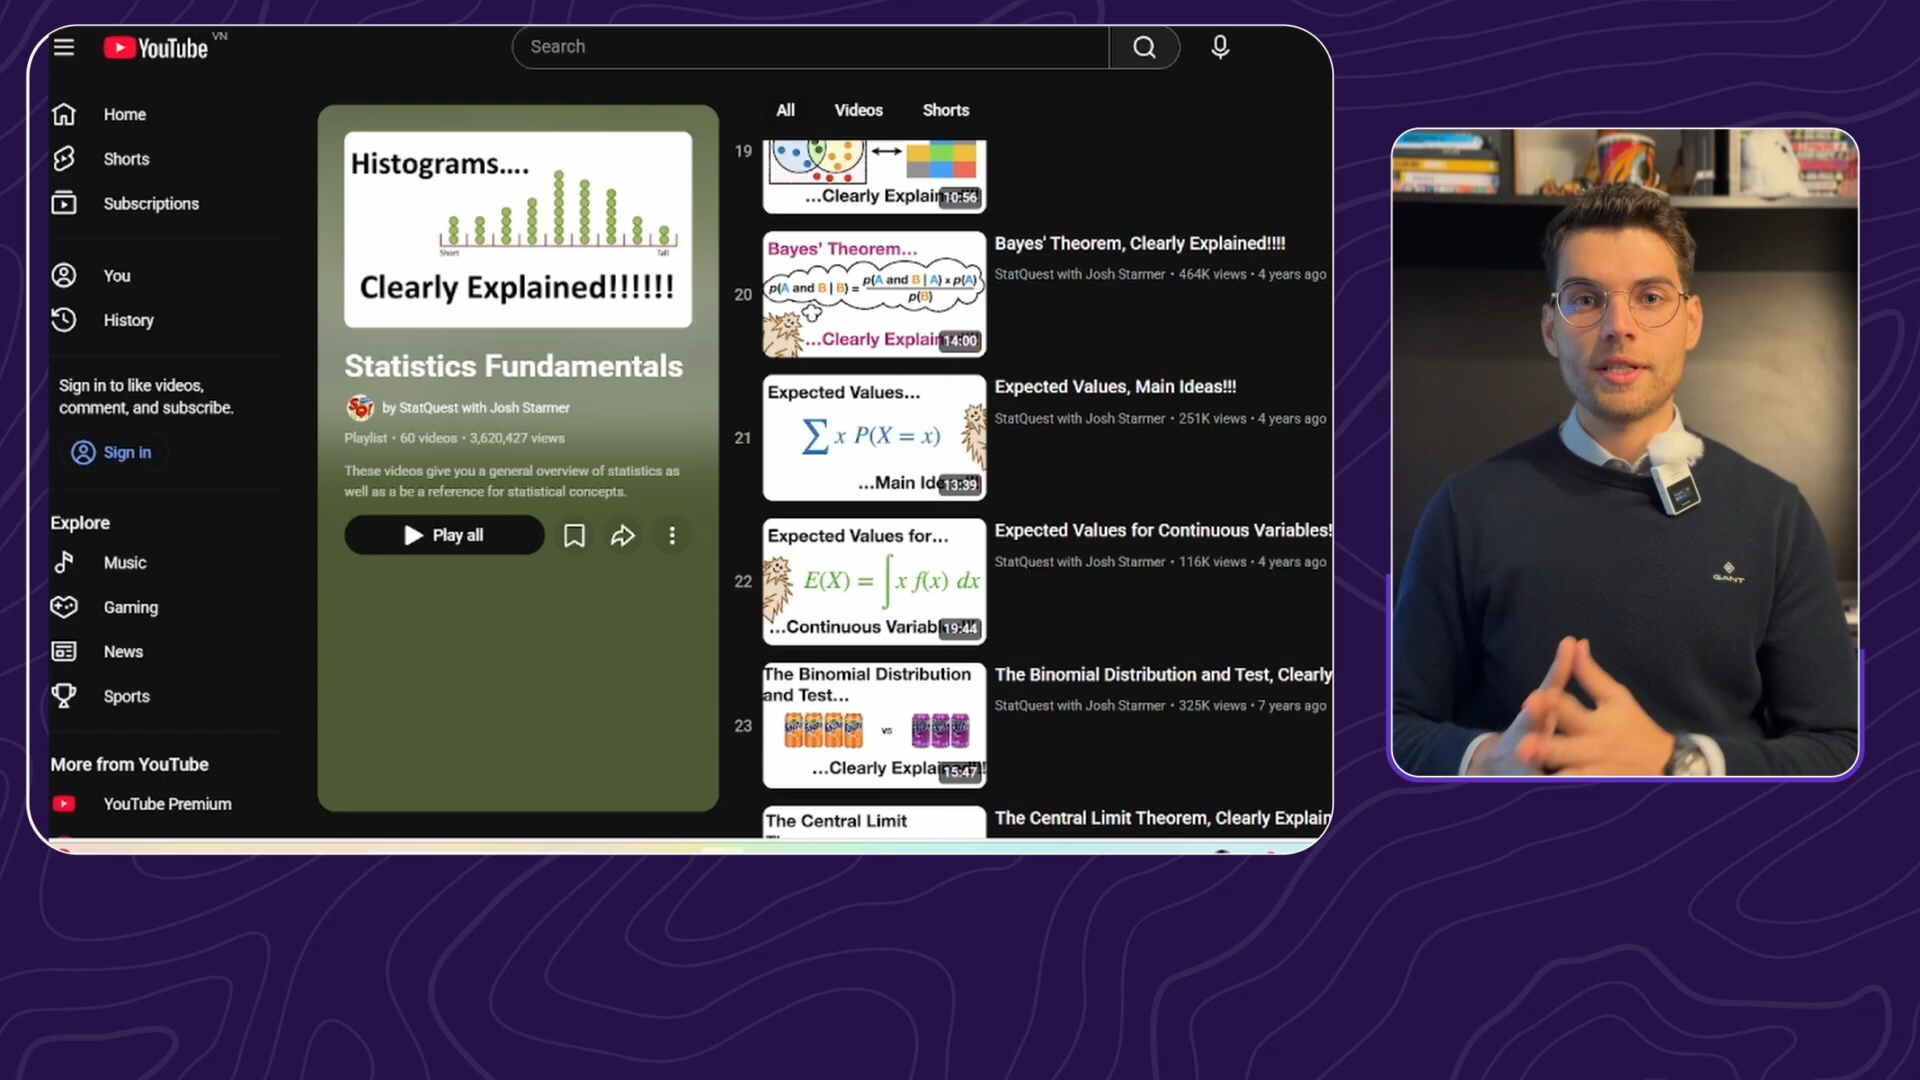 YouTube VN
Search
Home
Shorts
Subscriptions
You
History
Sign in to like videos,
comment, and subscribe.
Sign in
Explore
Music
Gaming
News
Sports
More from YouTube
YouTube Premium
Histograms....
Short
Tall
Clearly Explained!!!!!!
Statistics Fundamentals
by StatQuest with Josh Starmer
Playlist • 60 videos • 3,620,427 views
These videos give you a general overview of statistics as
well as a be a reference for statistical concepts.
Play all
All
Videos
Shorts
19
...Clearly Explain
10:56
20
Bayes' Theorem...
p(A and B | B) = p(A and B | A) x p(A)
p(B)
...Clearly Explain
14:00
Bayes' Theorem, Clearly Explained!!!!
StatQuest with Josh Starmer • 464K views • 4 years ago
21
Expected Values...
∑ x P(X = x)
...Main Ide
13:39
Expected Values, Main Ideas!!!
StatQuest with Josh Starmer • 251K views • 4 years ago
22
Expected Values for...
E(X) = ∫ x f(x) dx
...Continuous Variabl
19:44
Expected Values for Continuous Variables!
StatQuest with Josh Starmer • 116K views • 4 years ago
23
The Binomial Distribution
and Test...
vs
...Clearly Explai
15:47
The Binomial Distribution and Test, Clearly
StatQuest with Josh Starmer • 325K views • 7 years ago
The Central Limit
The Central Limit Theorem, Clearly Explain
GANT